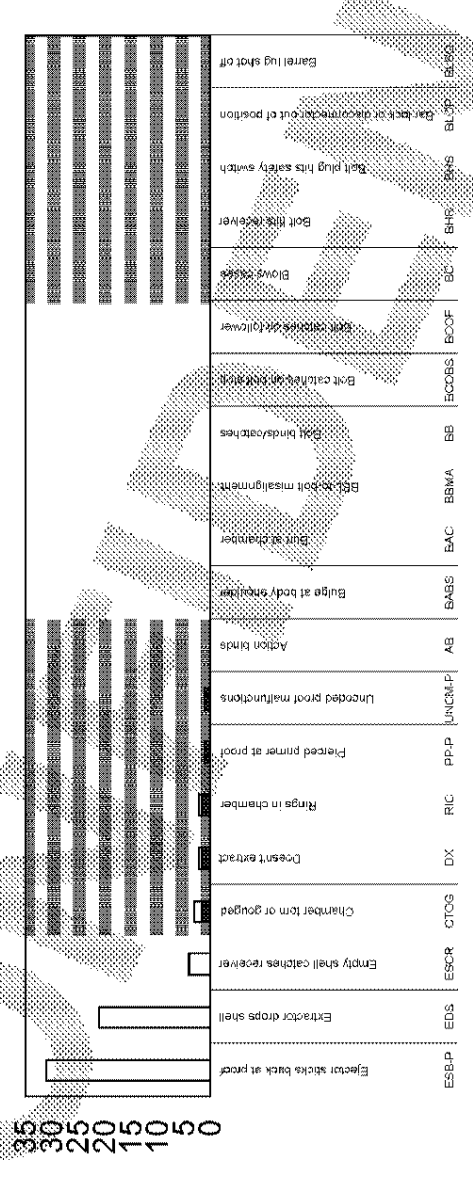 Barrel lug shot off BLSO
Bar lock or disconnector out of position BLOP
Bolt plug hits safety switch BHS
Bolt hits receiver BHR
Blows cases BC
Bolt catches on follower BCOF
Bolt catches on bolt stop BCOBS
Bolt binds/catches BB
BBL-to-bolt misalignment BBMA
Burr at chamber BAC
Bulge at body shoulder BABS
Action binds AB
Uncoded proof malfunctions UNCM-P
Pierced primer at proof PP-P
Rings in chamber RIC
Doesn't extract DX
Chamber torn or gouged CTOG
Empty shell catches receiver ESCR
Extractor drops shell EDS
Ejector sticks back at proof ESB-P
35
30
25
20
15
10
5
0